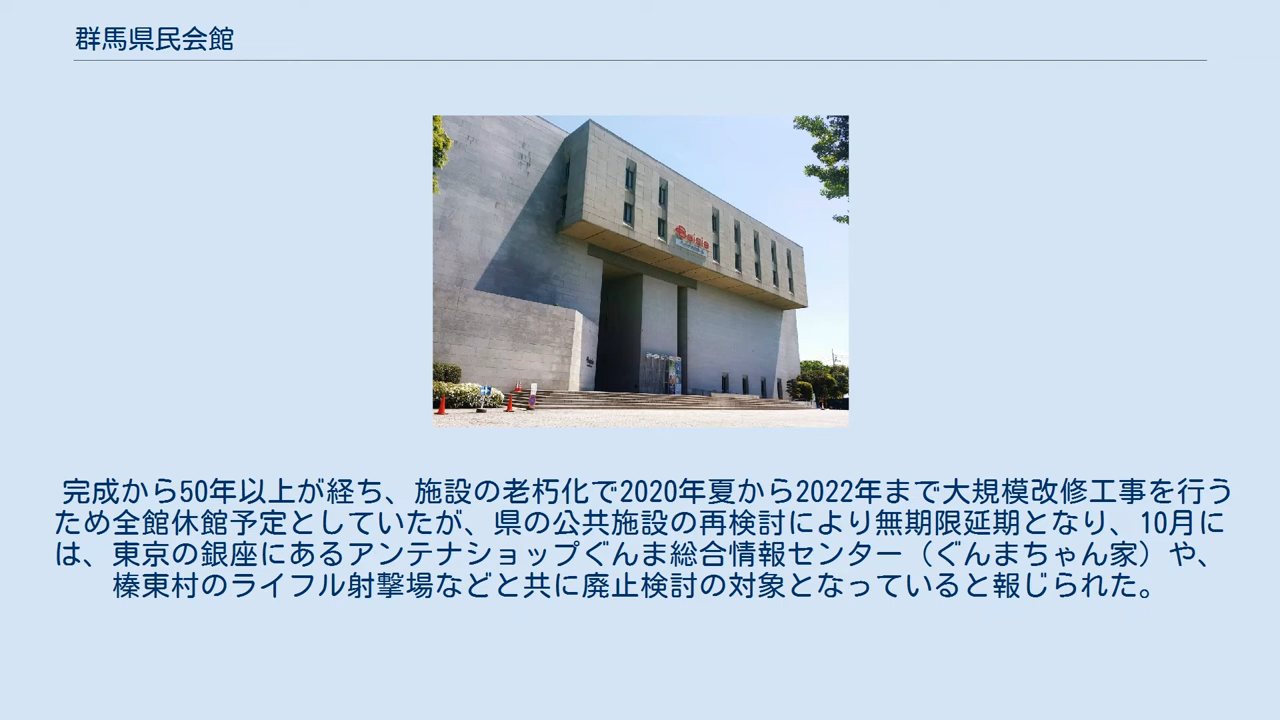 群馬県民会館
Beisia
完成から50年以上が経ち、施設の老朽化で2020年夏から2022年まで大規模改修工事を行う
ため全館休館予定としていたが、県の公共施設の再検討により無期限延期となり、10月に
は、東京の銀座にあるアンテナショップぐんま総合情報センター（ぐんまちゃん家）や、
榛東村のライフル射撃場などと共に廃止検討の対象となっていると報じられた。